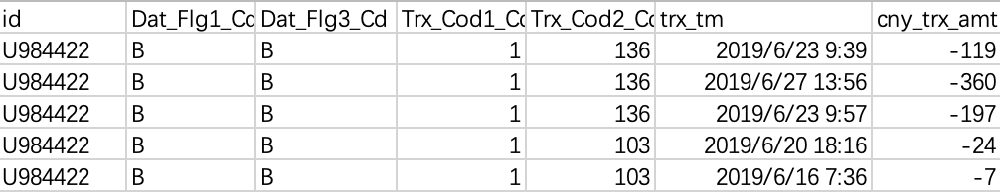 id Dat_Flg1_Cd Dat_Flg3_Cd Trx_Cod1_Cd Trx_Cod2_Cd trx_tm cny_trx_amt
U984422 B B 1 136 2019/6/23 9:39 -119
U984422 B B 1 136 2019/6/27 13:56 -360
U984422 B B 1 136 2019/6/23 9:57 -197
U984422 B B 1 103 2019/6/20 18:16 -24
U984422 B B 1 103 2019/6/16 7:36 -7